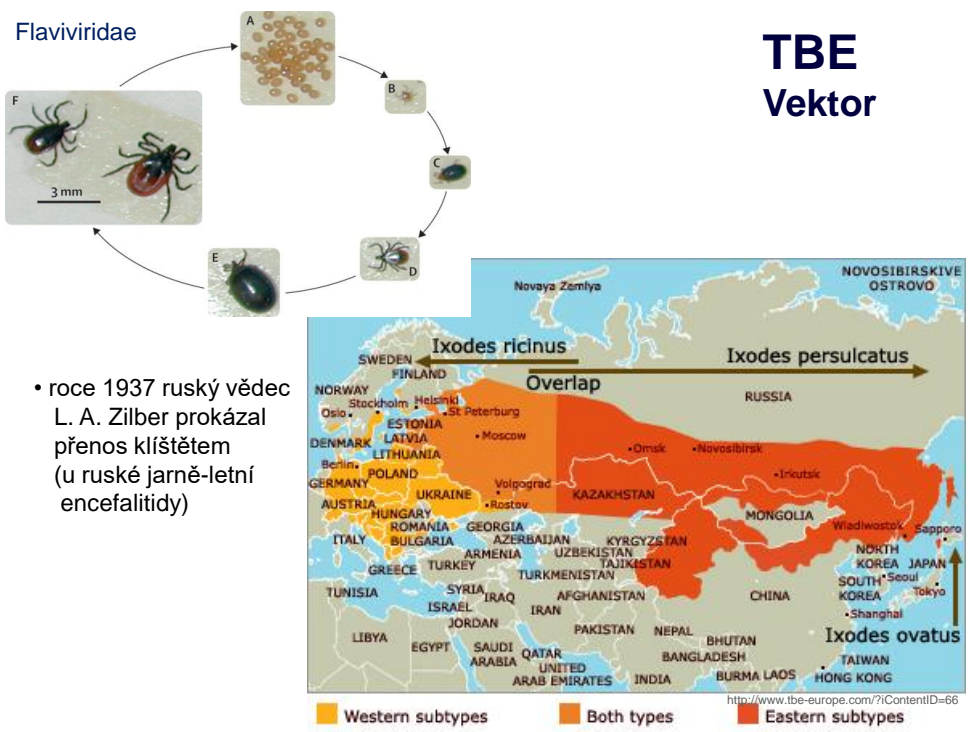 Flaviviridae
TBE
Vektor
A
B
C
D
E
F
3 mm
• roce 1937 ruský vědec
L. A. Zilber prokázal
přenos klíštětem
(u ruské jarně-letní
encefalitidy)
NOVOSIBIRSKIVE
OSTROVO
Novaya Zemlya
Ixodes ricinus
Ixodes persulcatus
Overlap
SWEDEN
FINLAND
RUSSIA
NORWAY
Stockholm
Helsinki
Oslo
St Peterburg
ESTONIA
Moscow
DENMARK
LATVIA
LITHUANIA
Omsk
Novosibirsk
Berlin
POLAND
Irkutsk
GERMANY
Volgograd
UKRAINE
KAZAKHSTAN
AUSTRIA
Rostov
HUNGARY
MONGOLIA
ROMANIA
GEORGIA
Wladiwostok
Sapporo
ITALY
BULGARIA
AZERBAIJAN
KYRGYZSTAN
ARMENIA
UZBEKISTAN
NORTH
KOREA
JAPAN
GREECE
TURKEY
TAJIKISTAN
TURKMENISTAN
SOUTH
KOREA
Seoul
Tokyo
TUNISIA
SYRIA
IRAQ
AFGHANISTAN
CHINA
ISRAEL
IRAN
Shanghai
JORDAN
LIBYA
EGYPT
SAUDI
ARABIA
QATAR
PAKISTAN
NEPAL
BHUTAN
Ixodes ovatus
BANGLADESH
UNITED
ARAB EMIRATES
INDIA
BURMA
LAOS
TAIWAN
HONG KONG
http://www.tbe-europe.com/?iContentID=66
Western subtypes
Both types
Eastern subtypes